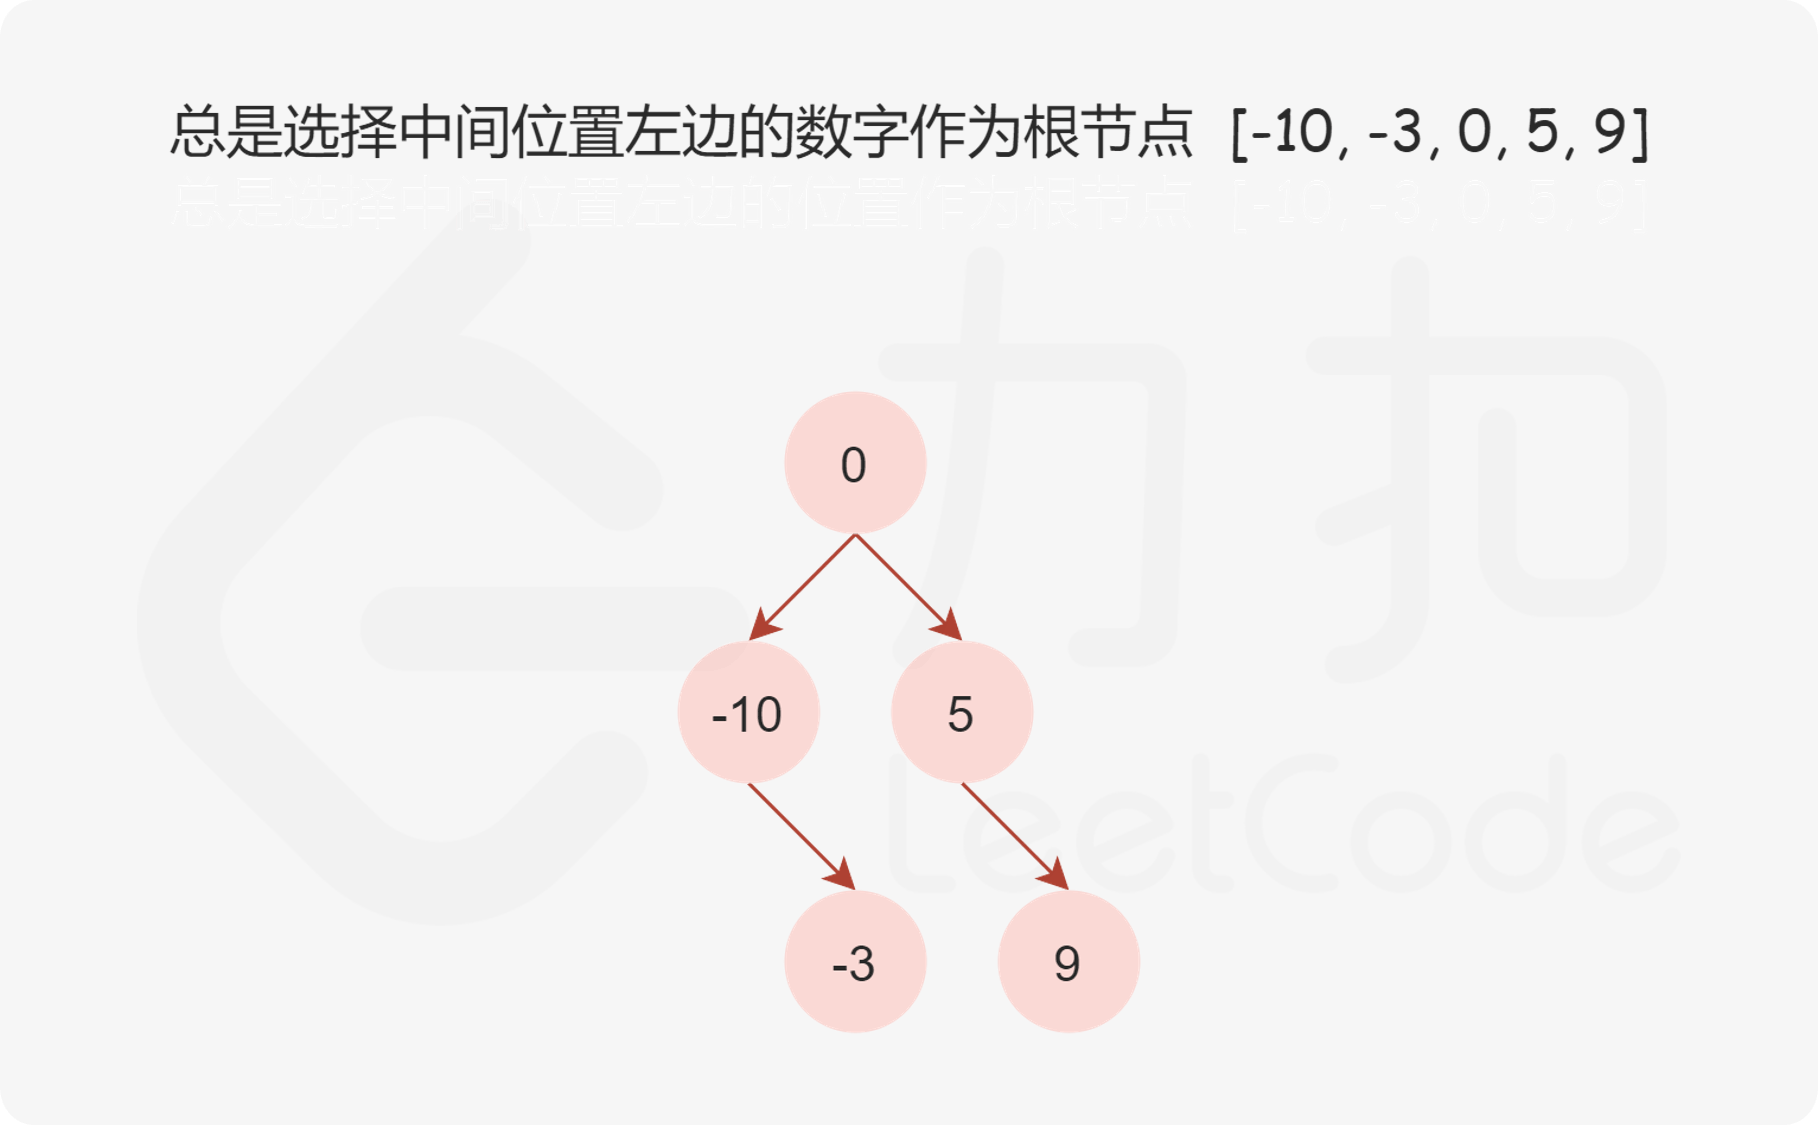 总是选择中间位置左边的数字作为根节点 [-10, -3, 0, 5, 9]
总是选择中间位置左边的位置作为根节点 [-10, -3, 0, 5, 9]
力扣
0
-10 5
LeetCode
-3 9